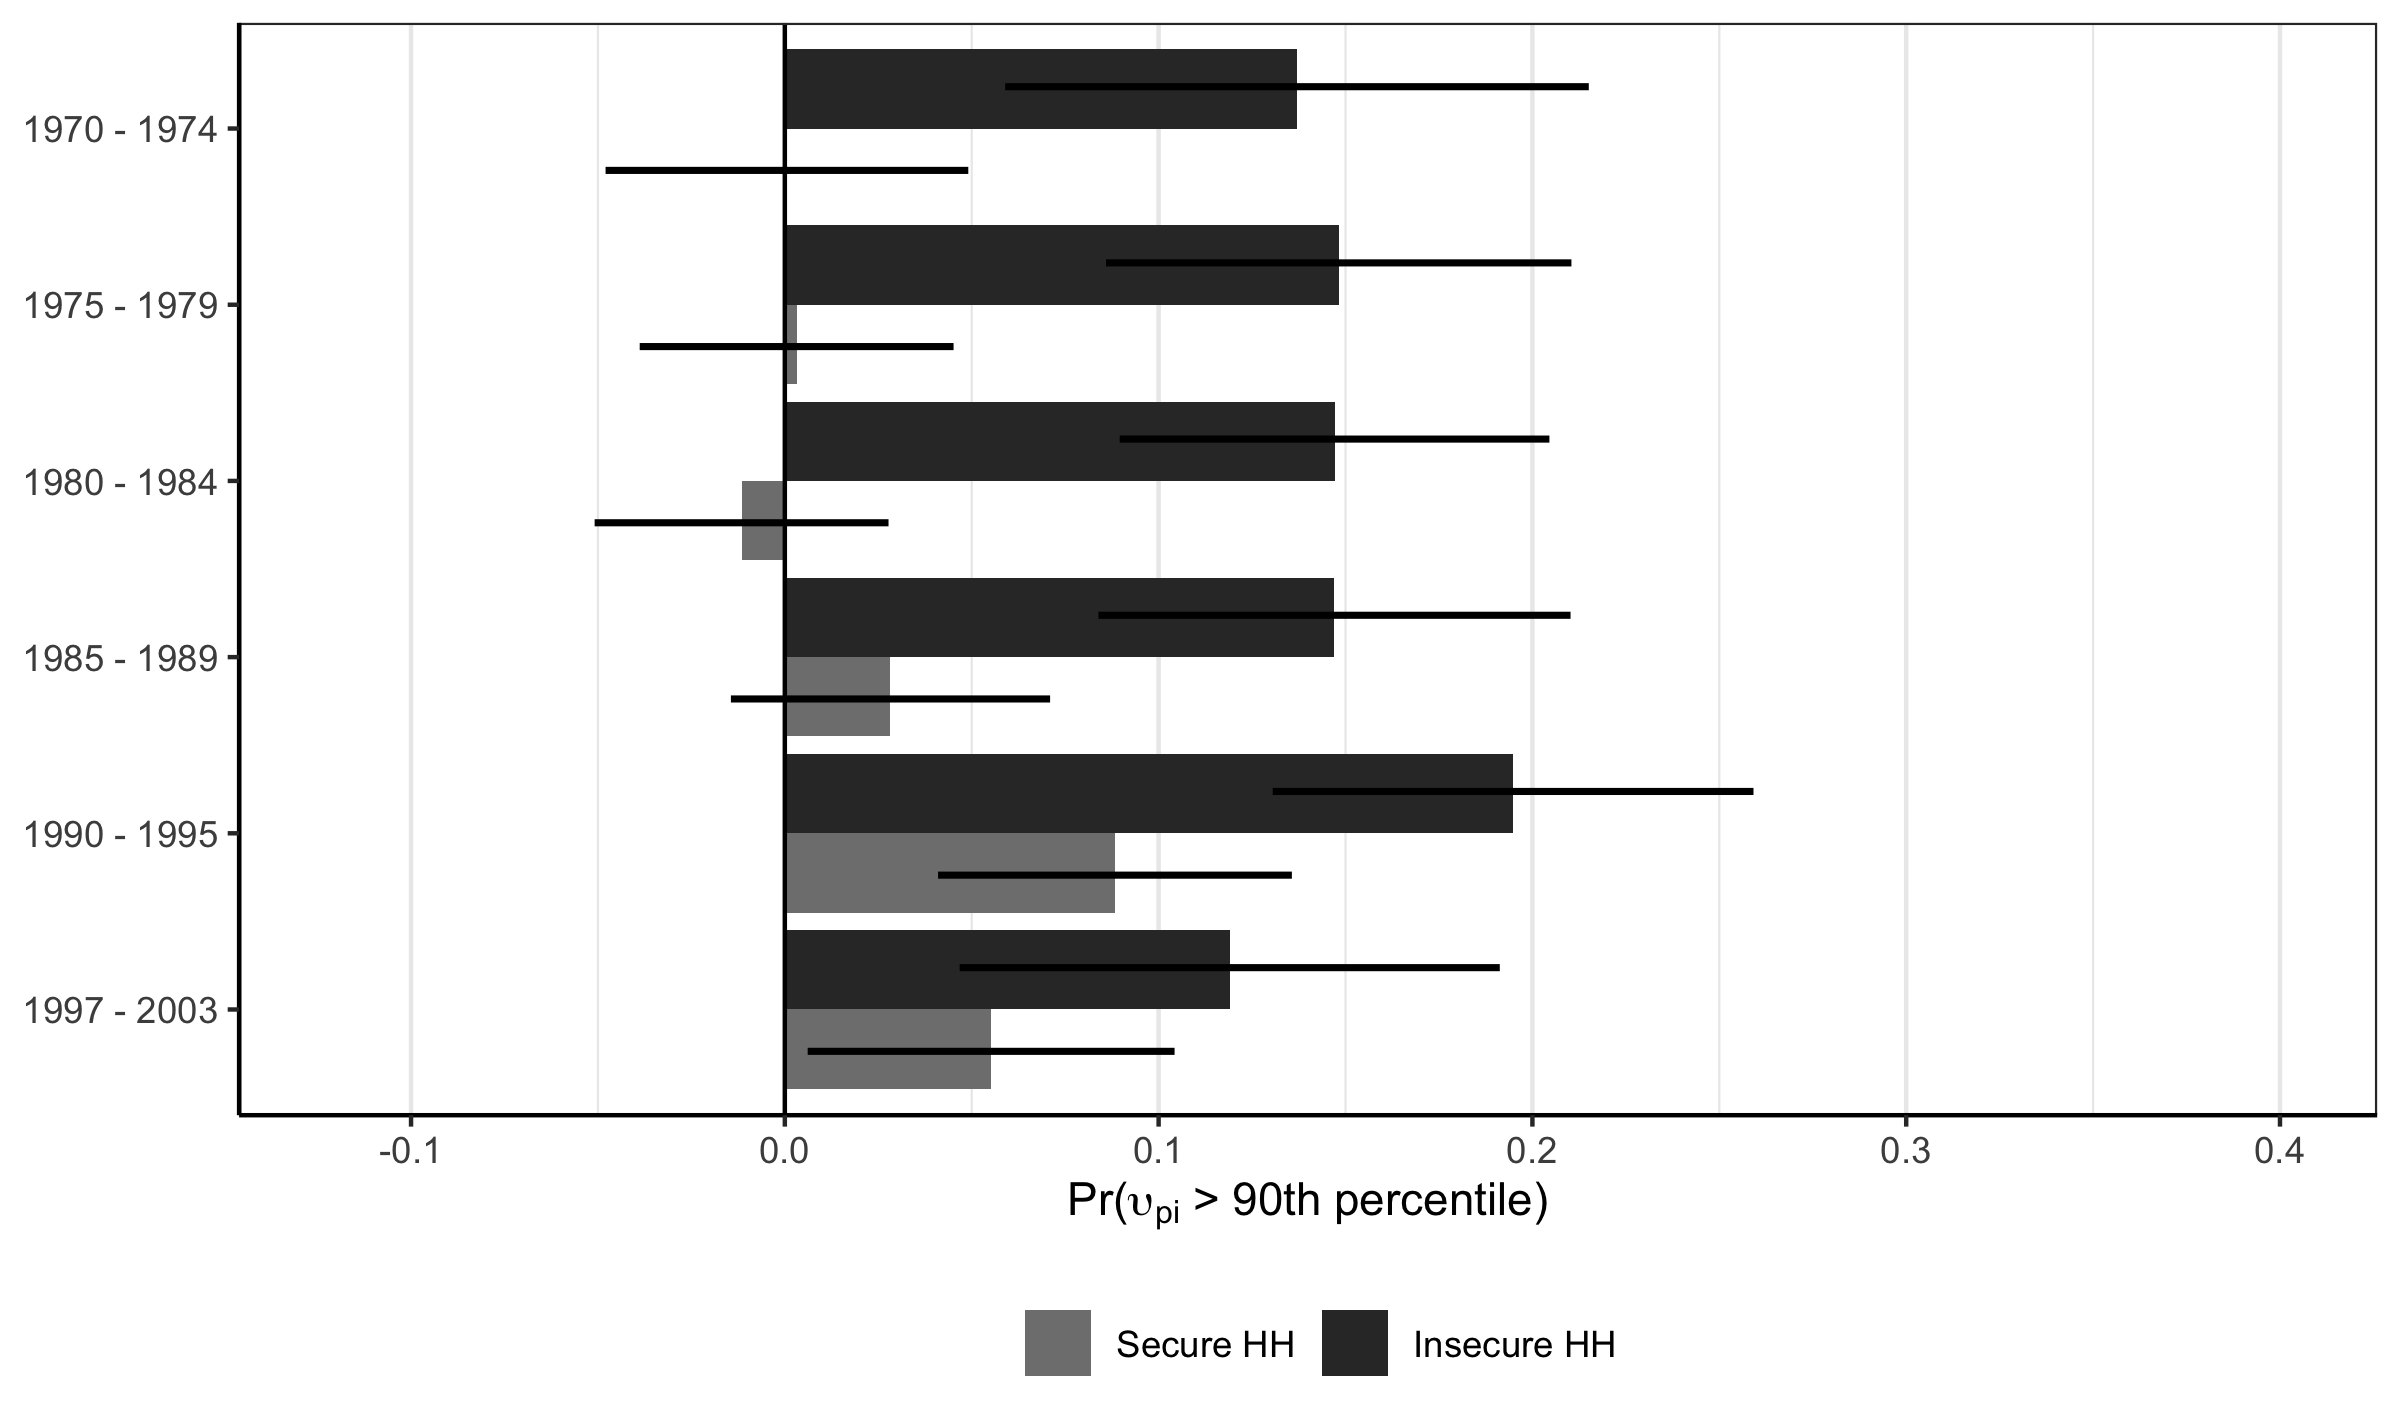 1970 - 1974
1975 - 1979
1980 - 1984
1985 - 1989
1990 - 1995
1997 - 2003
-0.1 0.0 0.1 0.2 0.3 0.4
Pr(υpi > 90th percentile)
Secure HH Insecure HH